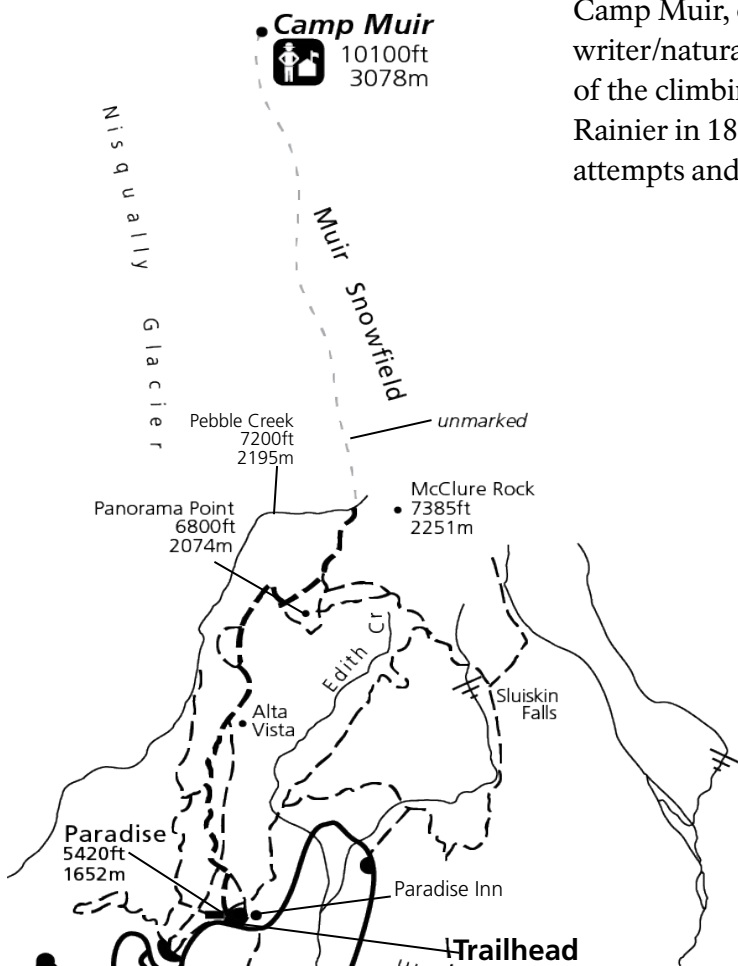 Camp Muir
10100ft
3078m
Camp Muir,
writer/natura
of the climbin
Rainier in 18
attempts and
Nisqually Glacier
Muir Snowfield
unmarked
Pebble Creek
7200ft
2195m
McClure Rock
7385ft
2251m
Panorama Point
6800ft
2074m
Edith Cr
Sluiskin
Falls
Alta
Vista
Paradise
5420ft
1652m
Paradise Inn
Trailhead